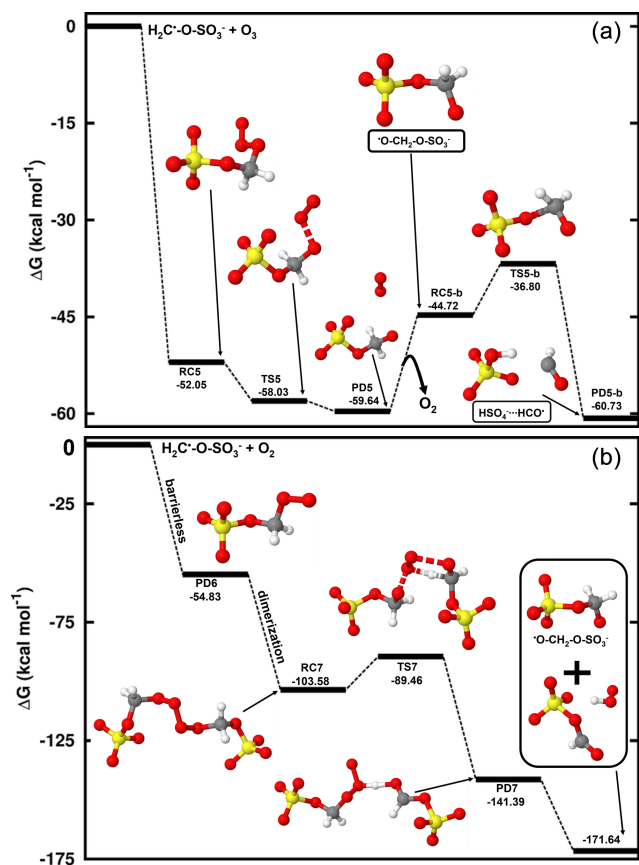 (a)
H₂C•-O-SO₃⁻ + O₃
0
-15
-30
-45
-60
ΔG (kcal mol⁻¹)
•O-CH₂-O-SO₃⁻
RC5
-52.05
TS5
-58.03
PD5
-59.64
O₂
RC5-b
-44.72
TS5-b
-36.80
HSO₄⁻···HCO•
PD5-b
-60.73
(b)
H₂C•-O-SO₃⁻ + O₂
0
-25
-75
-125
-175
ΔG (kcal mol⁻¹)
barrierless
PD6
-54.83
dimerization
RC7
-103.58
TS7
-89.46
PD7
-141.39
•O-CH₂-O-SO₃⁻
+
-171.64